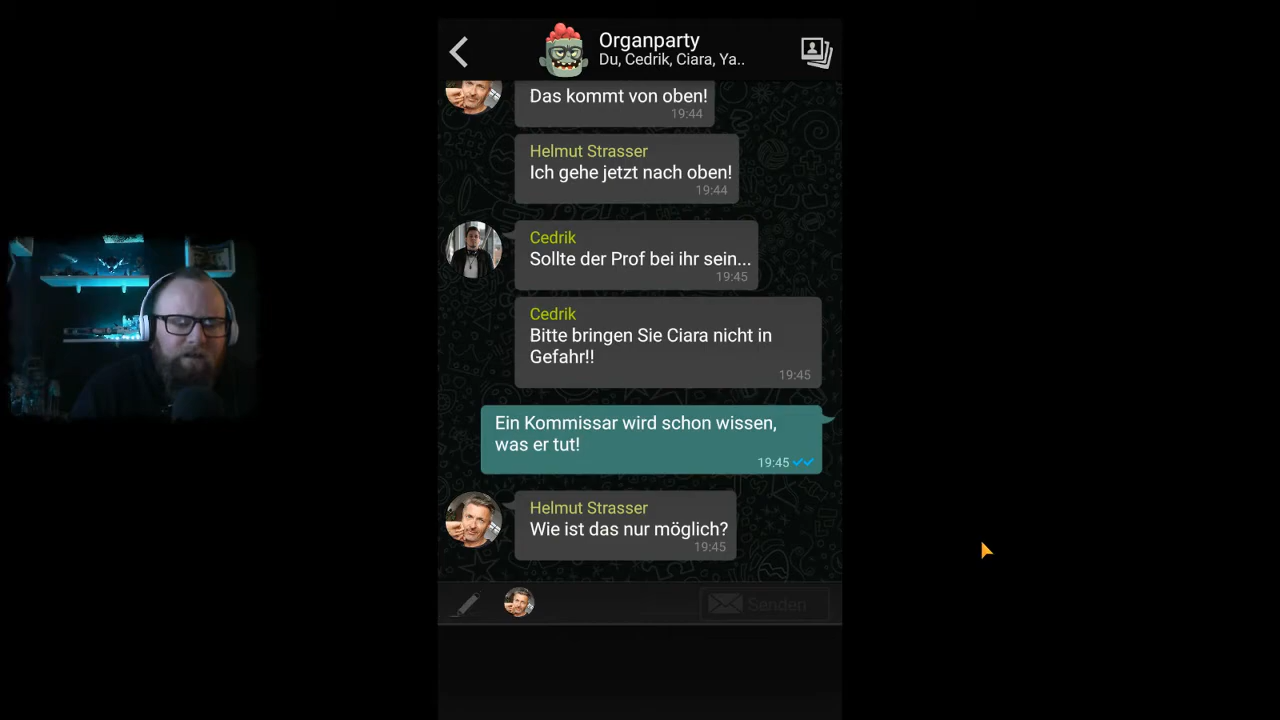 Organparty
Du, Cedrik, Ciara, Ya..
Das kommt von oben!
19:44
Helmut Strasser
Ich gehe jetzt nach oben!
19:44
Cedrik
Sollte der Prof bei ihr sein...
19:45
Cedrik
Bitte bringen Sie Ciara nicht in
Gefahr!!
19:45
Ein Kommissar wird schon wissen,
was er tut!
19:45
Helmut Strasser
Wie ist das nur möglich?
19:45
Senden